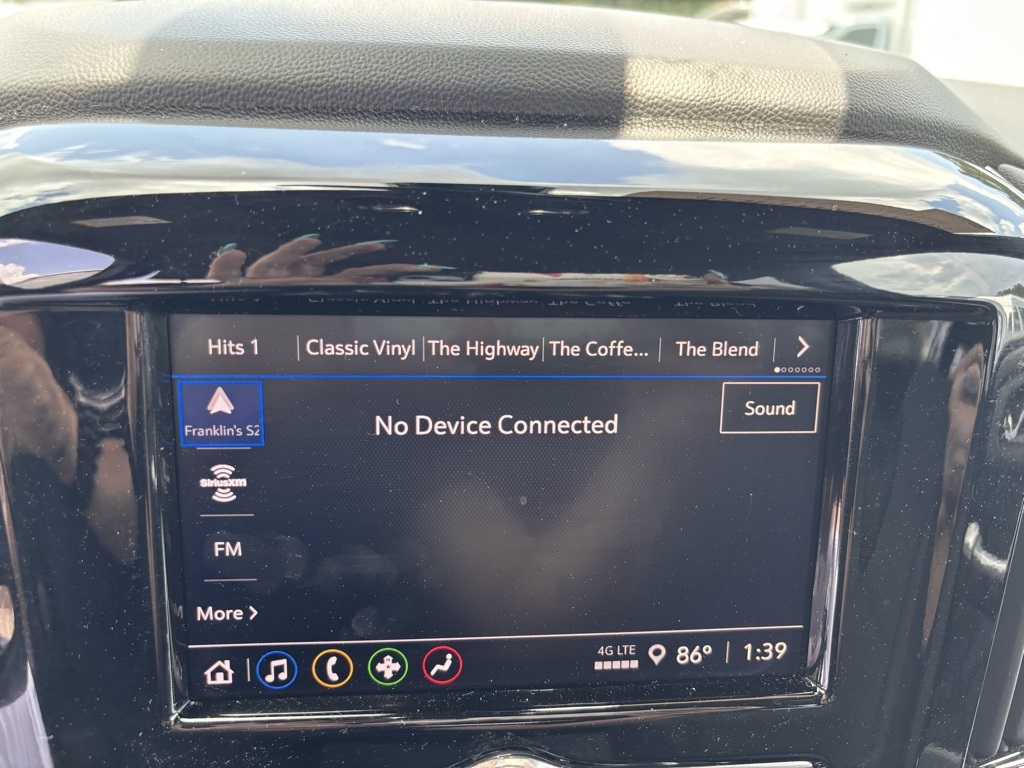 Hits 1
Classic Vinyl
The Highway
The Coffe...
The Blend
Franklin's S2
No Device Connected
Sound
SiriusXM
FM
More
4G LTE
86°
1:39